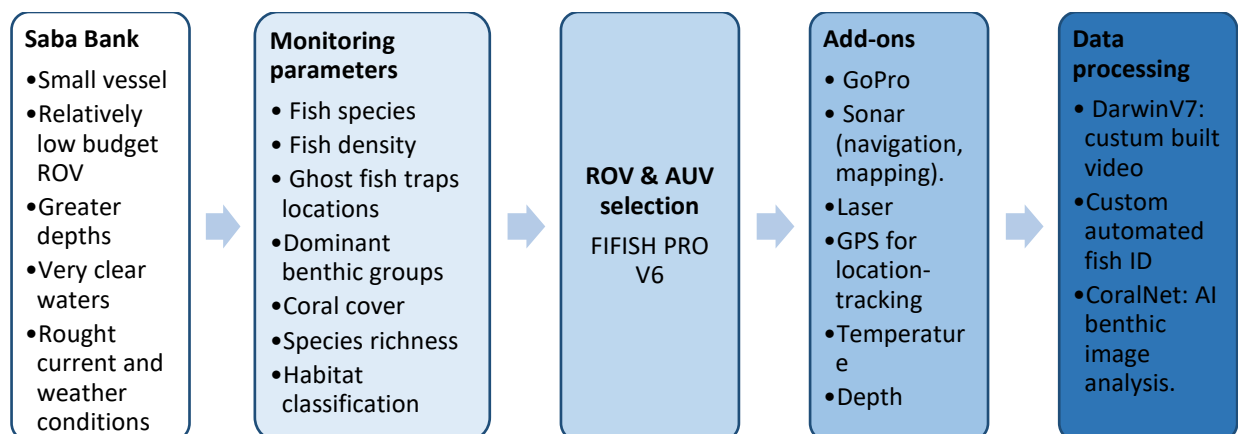 Saba Bank
•Small vessel
•Relatively
low budget
ROV
•Greater
depths
•Very clear
waters
•Rought
current and
weather
conditions
Monitoring
parameters
• Fish species
• Fish density
• Ghost fish traps
locations
•Dominant
benthic groups
•Coral cover
•Species richness
•Habitat
classification
ROV & AUV
selection
FIFISH PRO
V6
Add-ons
• GoPro
• Sonar
(navigation,
mapping).
•Laser
•GPS for
location-
tracking
•Temperatur
e
•Depth
Data
processing
• DarwinV7:
custum built
video
•Custom
automated
fish ID
•CoralNet: AI
benthic
image
analysis.